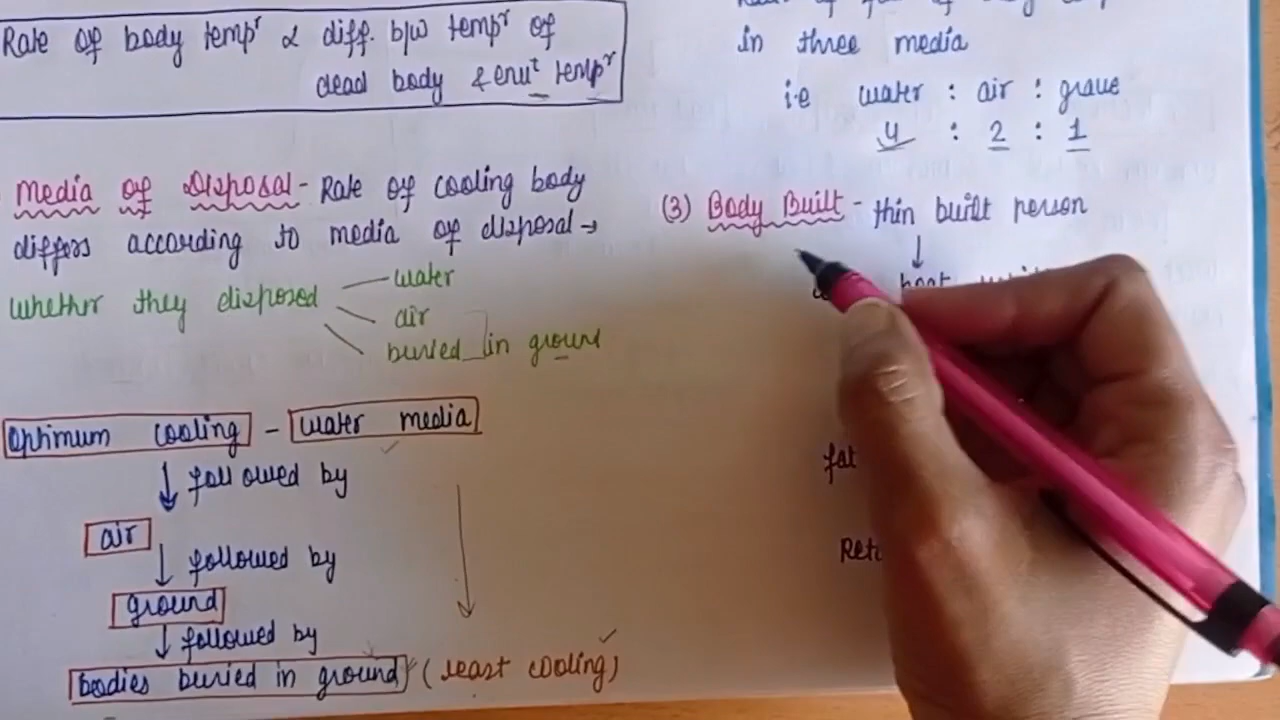 Rate of body tempʳ α diff. b/w tempʳ of
dead body & envᵗ tempʳ
Media of Disposal - Rate of cooling body
differs according to media of disposal →
whether they disposed
water
air
buried in ground
optimum cooling - water media
↓ followed by
air
↓ followed by
ground
↓ followed by
bodies buried in ground (least cooling)
in three media
i.e water : air : grave
4 : 2 : 1
(3) Body Built - thin built person
↓
heat
fat